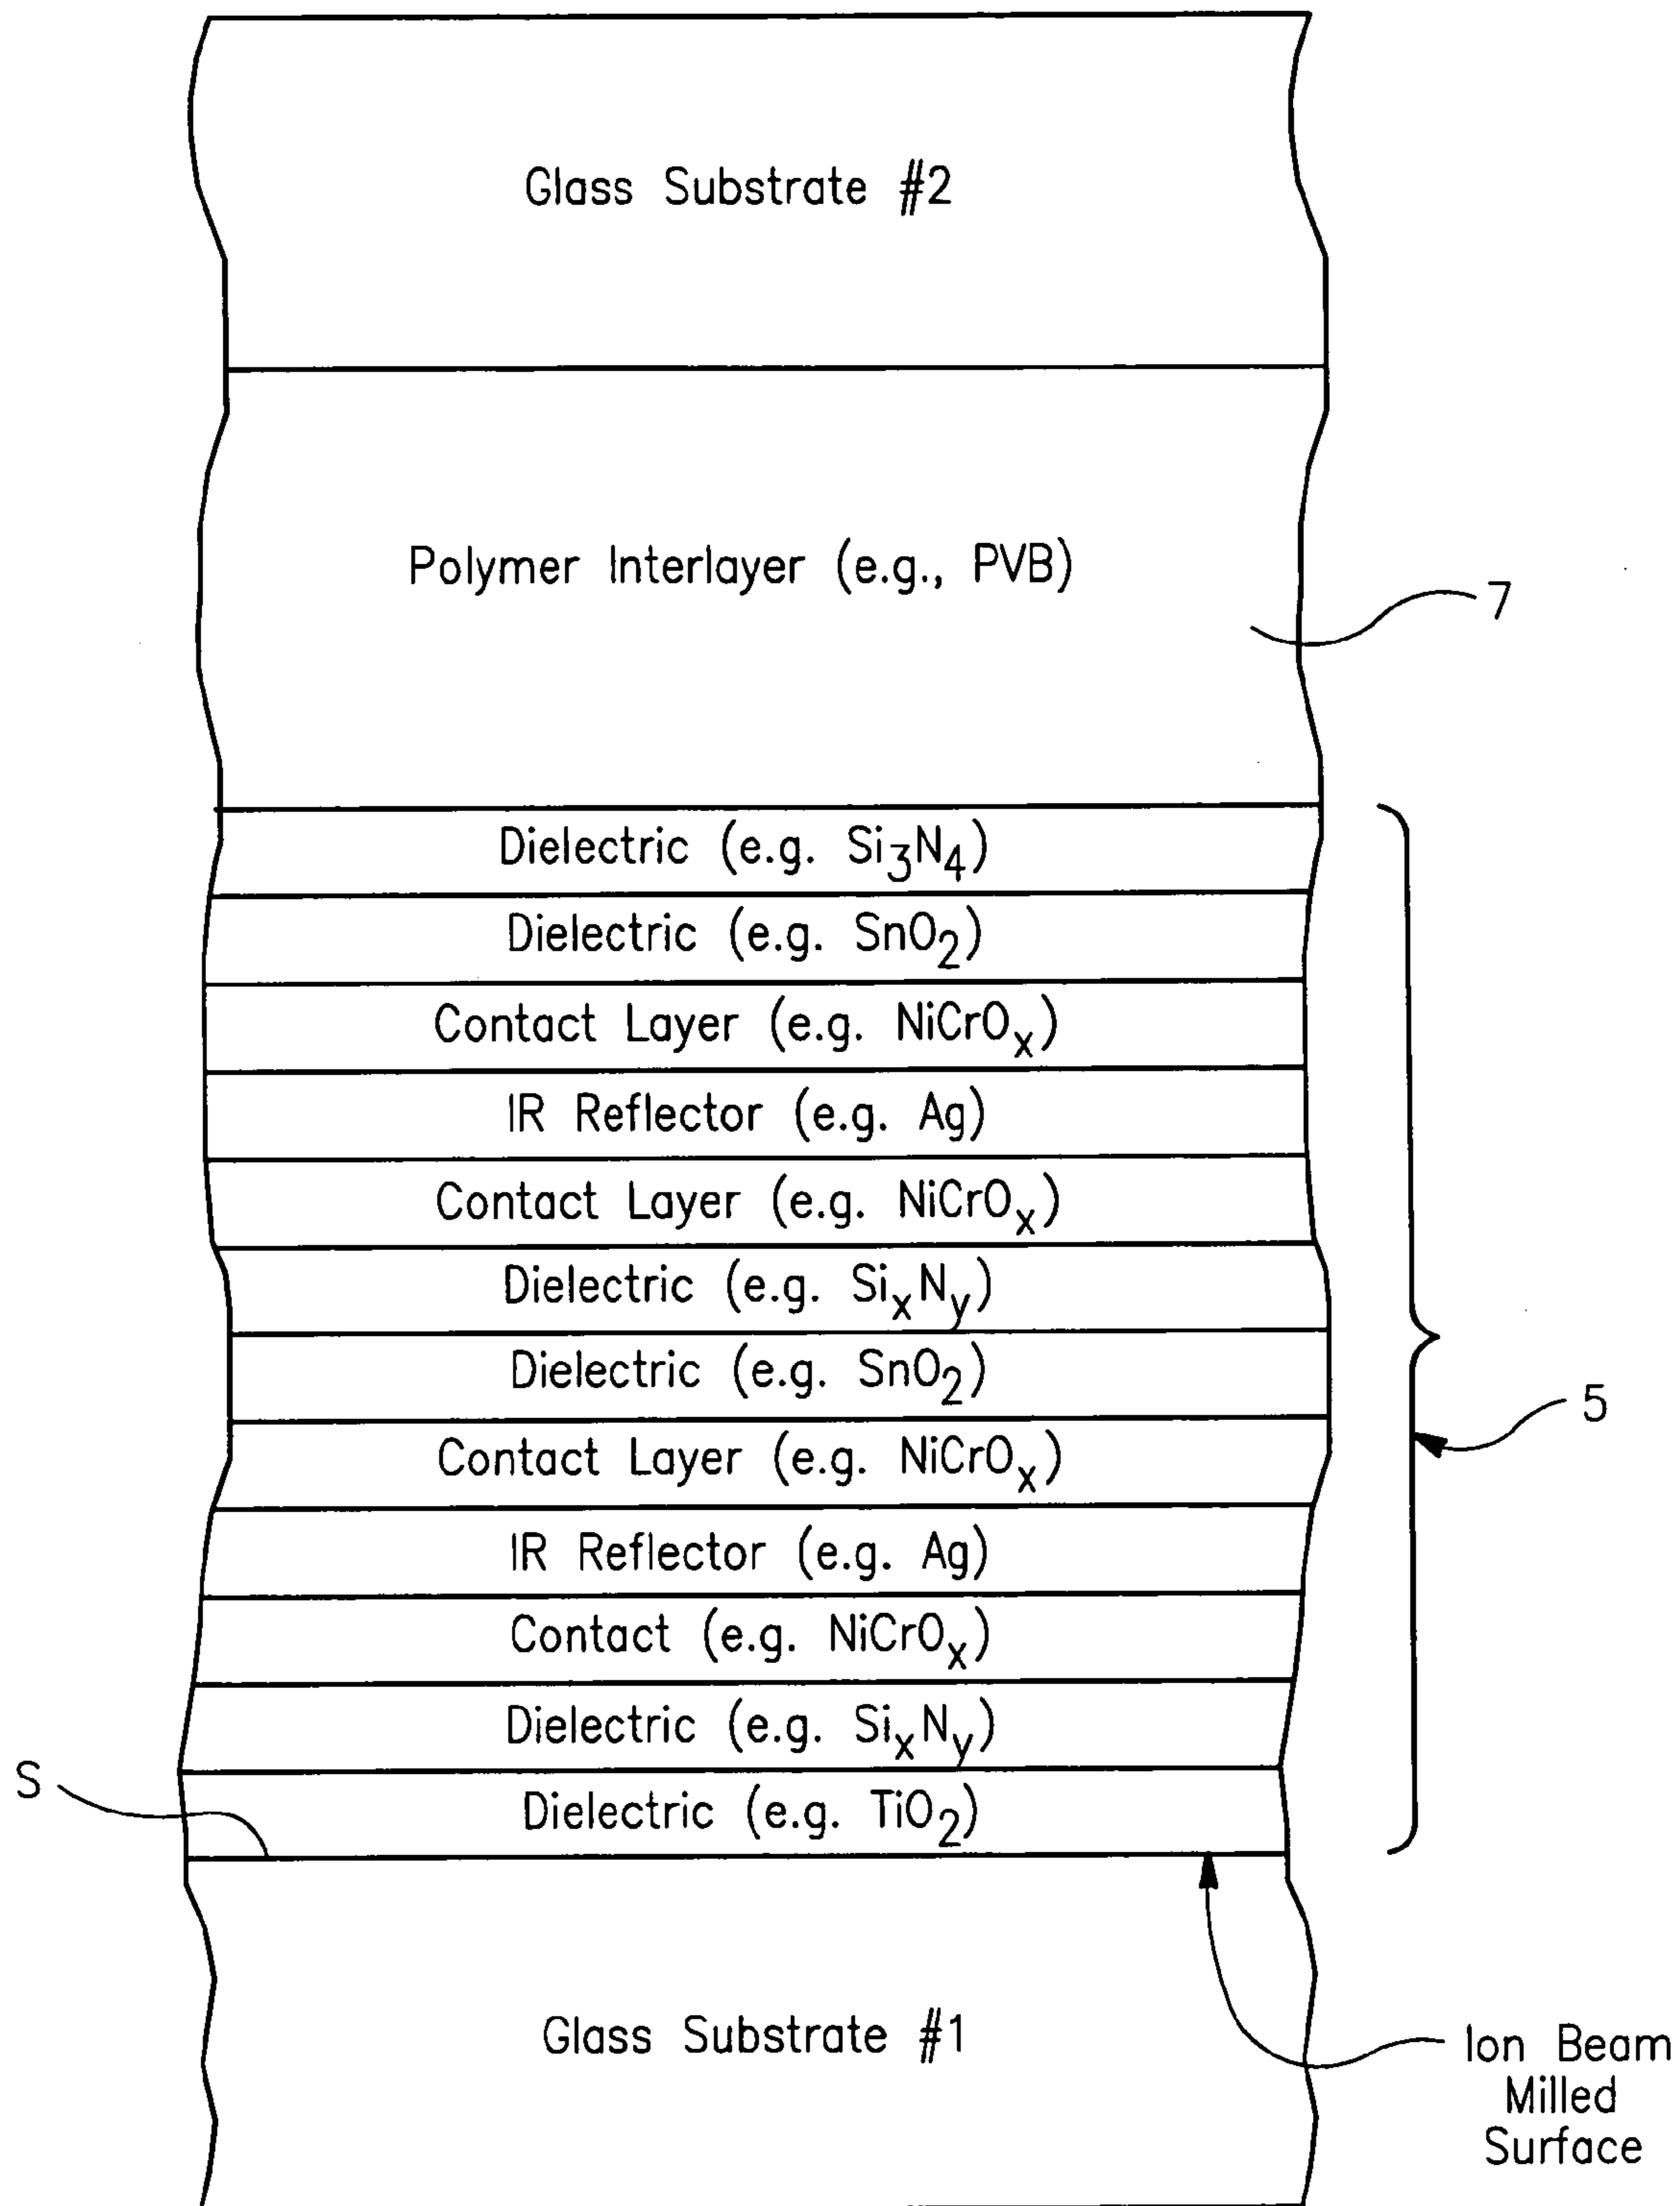 Glass Substrate #2
Polymer Interlayer (e.g., PVB)
7
Dielectric (e.g. Si₃N₄)
Dielectric (e.g. SnO₂)
Contact Layer (e.g. NiCrOₓ)
IR Reflector (e.g. Ag)
Contact Layer (e.g. NiCrOₓ)
Dielectric (e.g. SiₓNy)
Dielectric (e.g. SnO₂)
5
Contact Layer (e.g. NiCrOₓ)
IR Reflector (e.g. Ag)
Contact (e.g. NiCrOₓ)
Dielectric (e.g. SiₓNy)
S
Dielectric (e.g. TiO₂)
Glass Substrate #1
Ion Beam
Milled
Surface